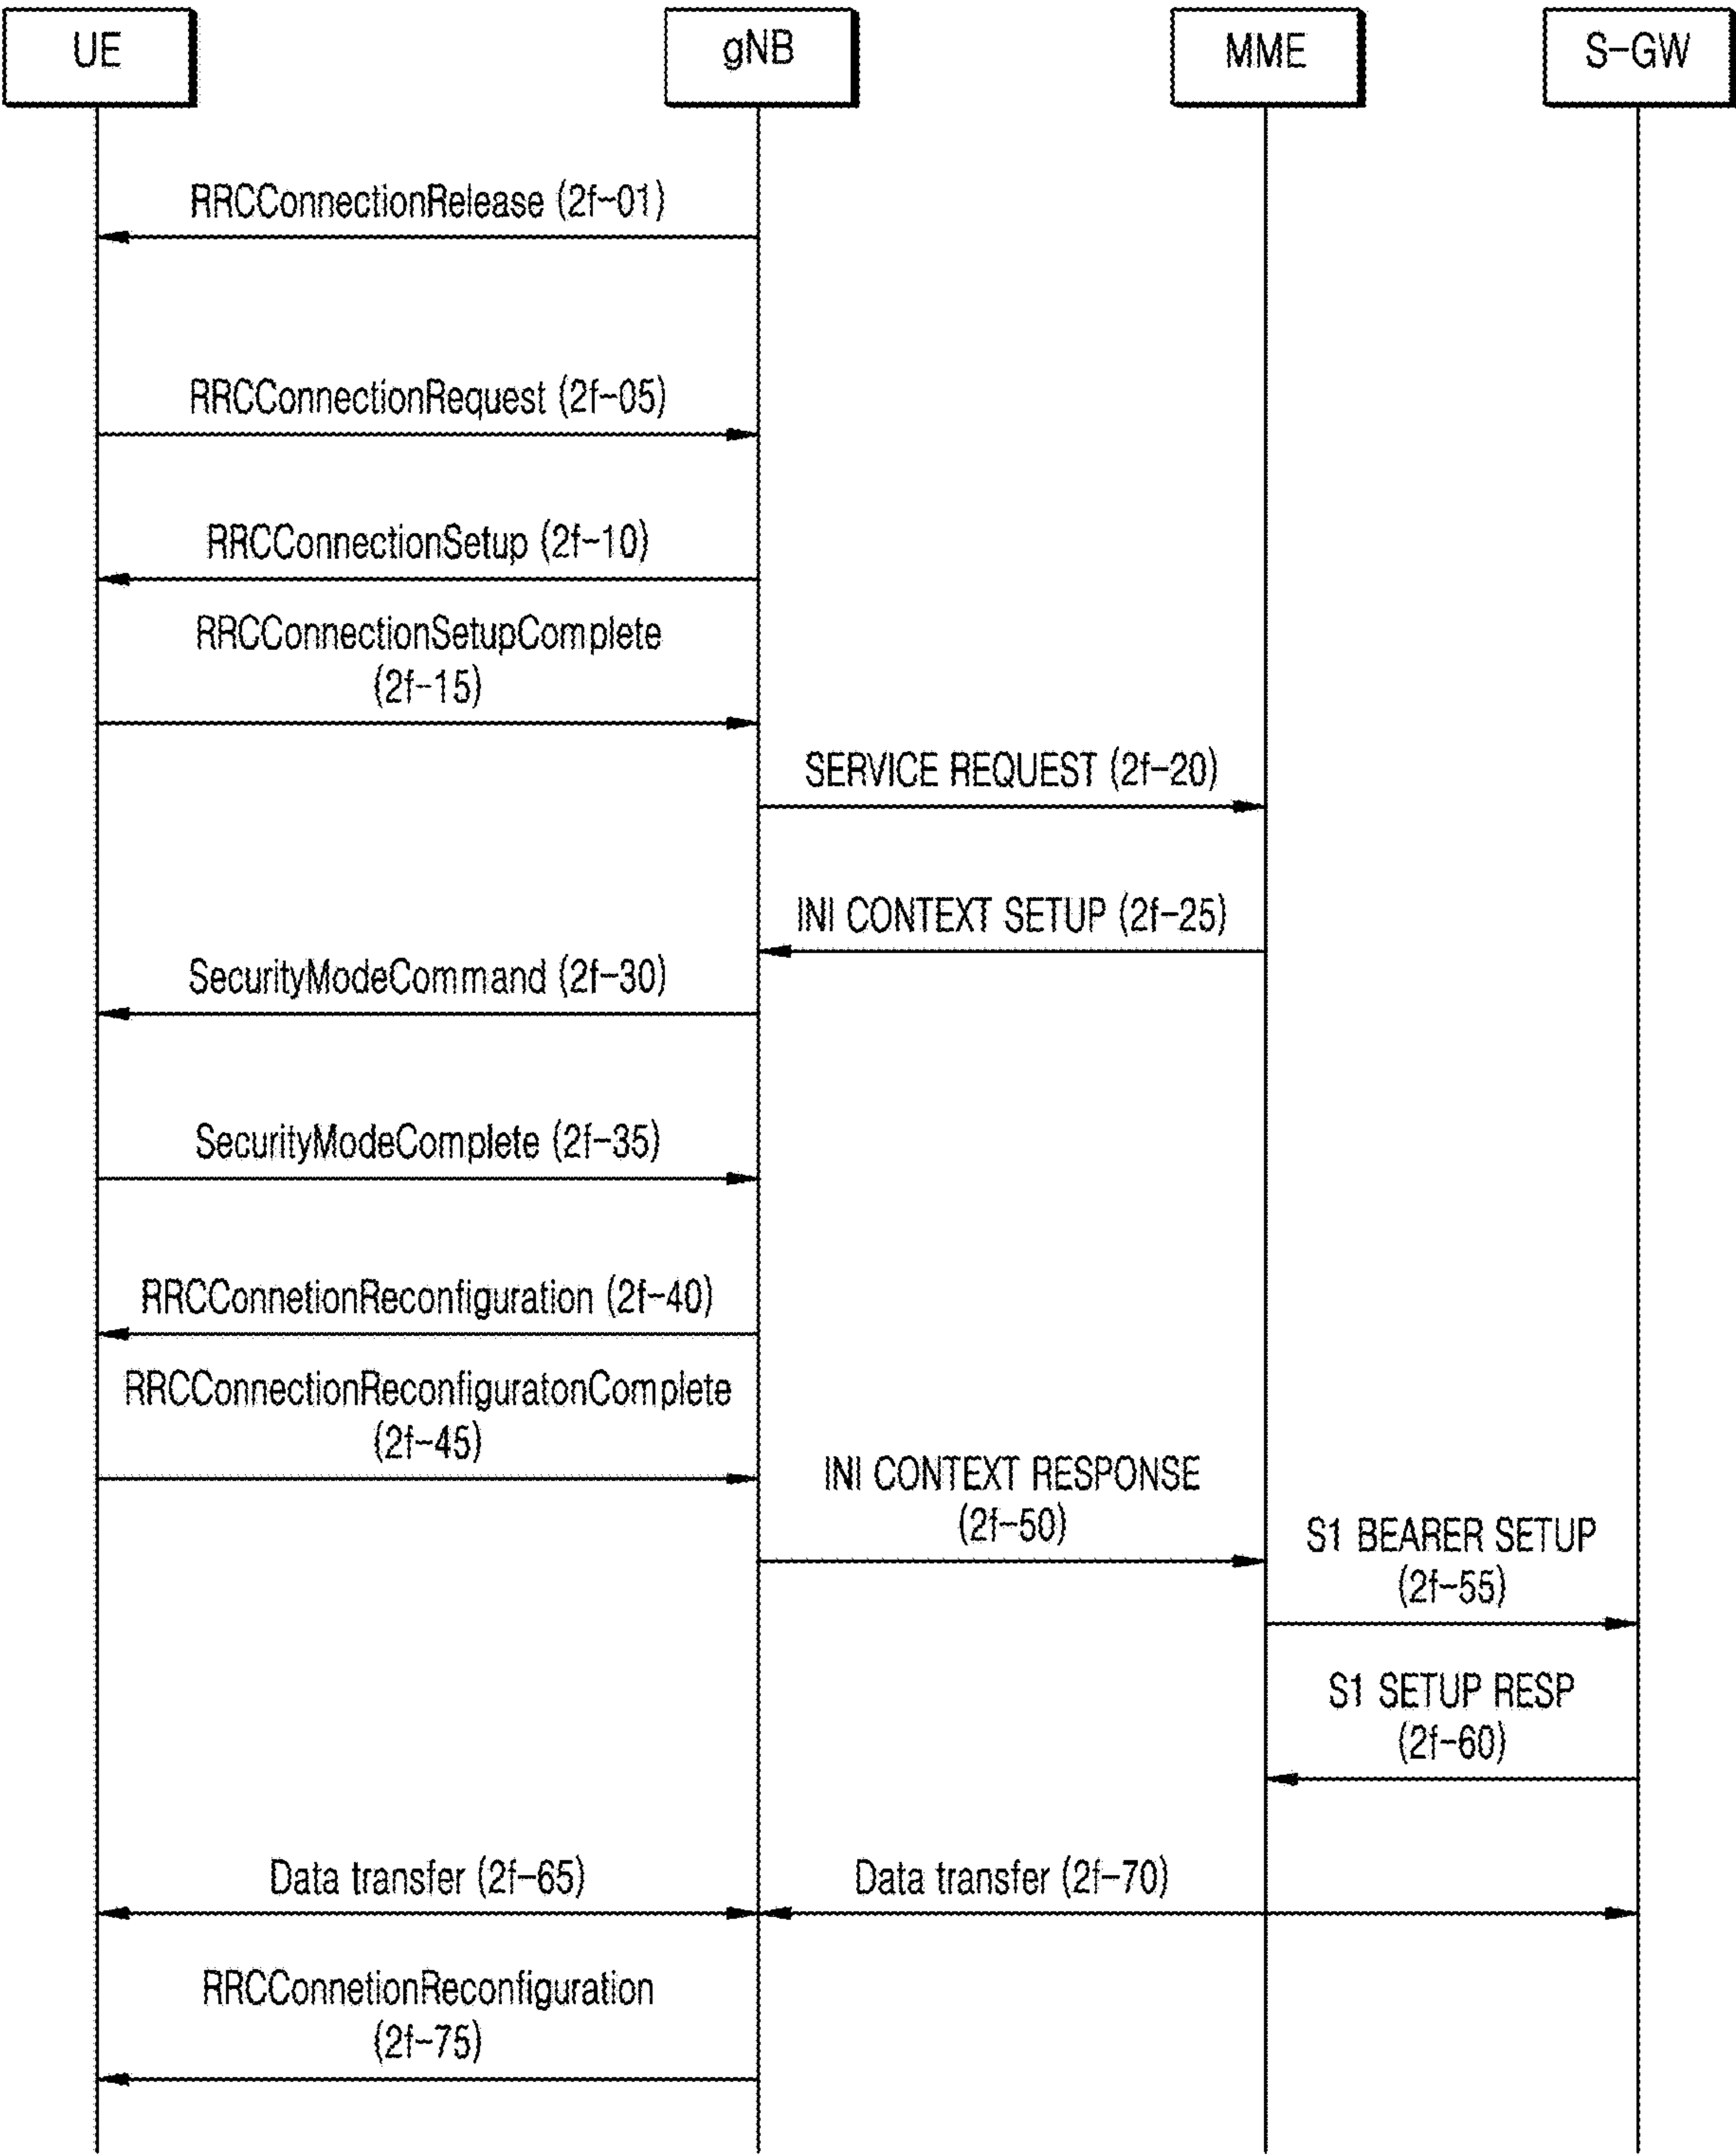 UE
gNB
MME
S-GW
RRCConnectionRelease (2f-01)
RRCConnectionRequest (2f-05)
RRCConnectionSetup (2f-10)
RRCConnectionSetupComplete
(2f-15)
SERVICE REQUEST (2f-20)
INI CONTEXT SETUP (2f-25)
SecurityModeCommand (2f-30)
SecurityModeComplete (2f-35)
RRCConnetionReconfiguration (2f-40)
RRCConnectionReconfiguratonComplete
(2f-45)
INI CONTEXT RESPONSE
(2f-50)
S1 BEARER SETUP
(2f-55)
S1 SETUP RESP
(2f-60)
Data transfer (2f-65)
Data transfer (2f-70)
RRCConnetionReconfiguration
(2f-75)